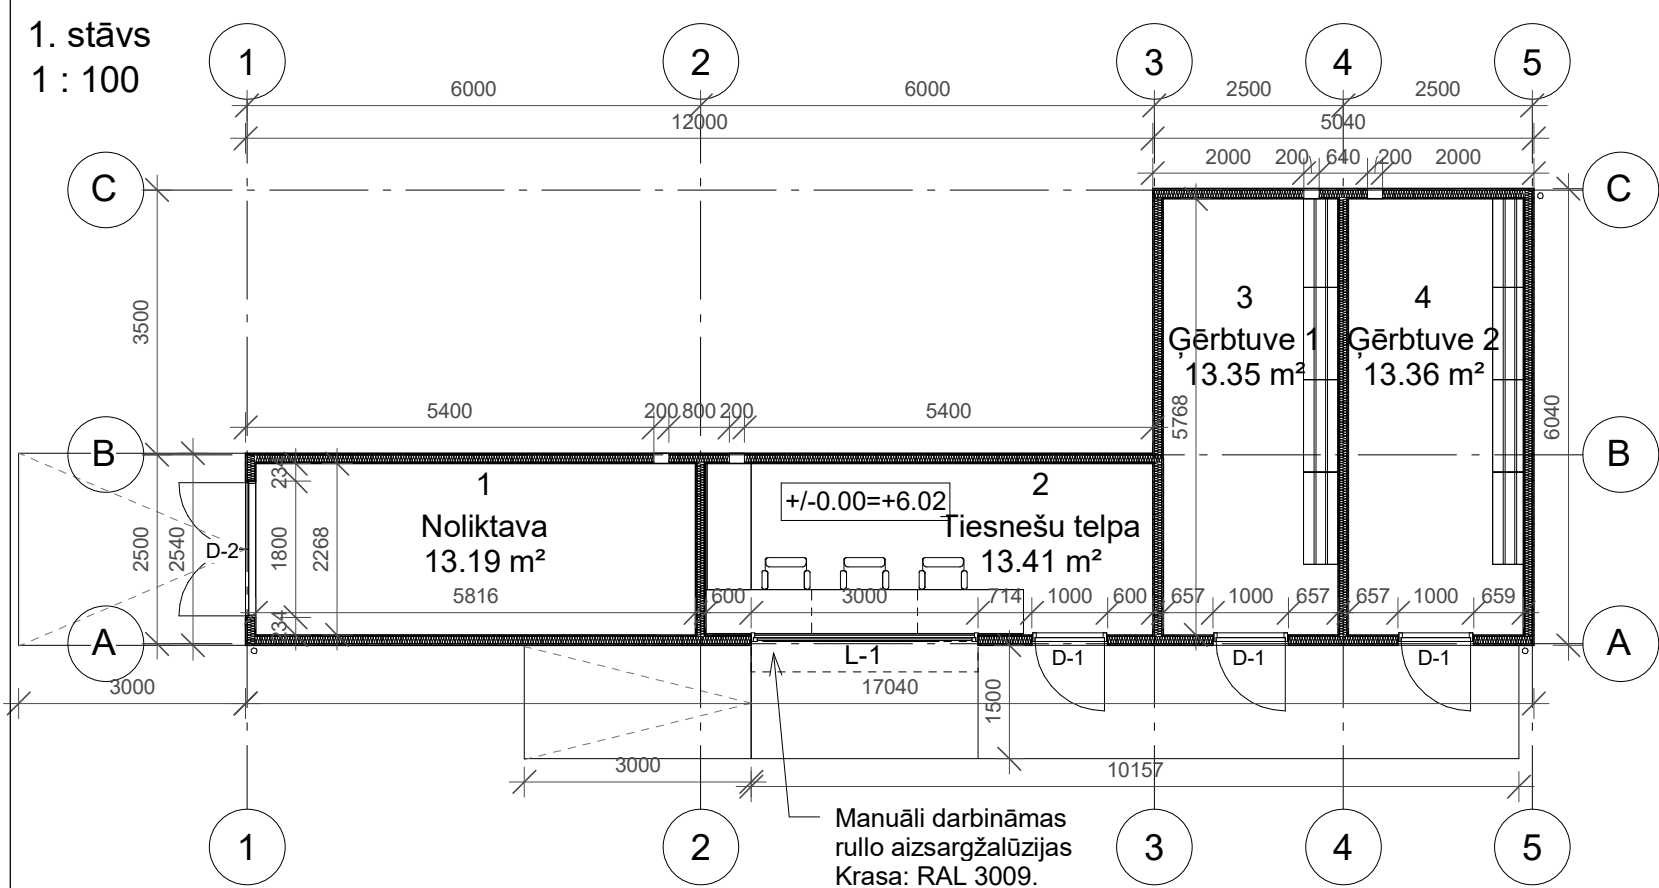 1. stāvs
1 : 100
1
2
3
4
5
6000
6000
2500
2500
12000
5040
2000
200
640
200
2000
C
C
3500
3
Ģērbtuve 1
13.35 m²
4
Ģērbtuve 2
13.36 m²
5768
6040
5400
200
800
200
5400
B
B
234
1
Noliktava
13.19 m²
+/-0.00=+6.02
2
Tiesnešu telpa
13.41 m²
2500
2540
D-2
1800
2268
234
5816
600
3000
714
1000
600
657
1000
657
657
1000
659
A
A
L-1
D-1
D-1
D-1
3000
17040
1500
3000
10157
Manuāli darbināmas
rullo aizsargžalūzijas
Krasa: RAL 3009.
1
2
3
4
5